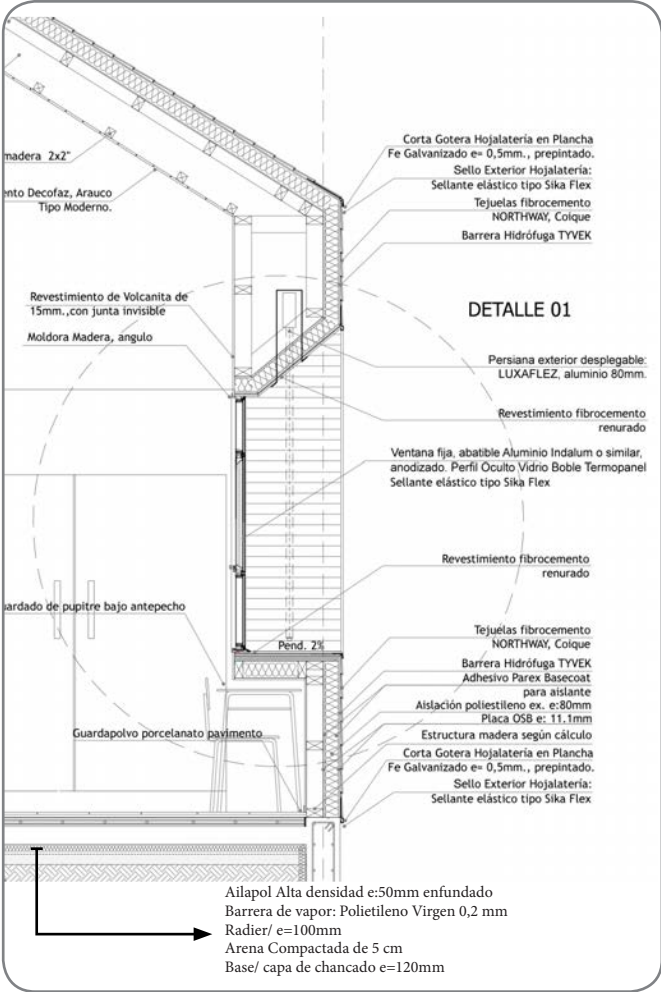 Corta Gotera Hojalatería en Plancha
Fe Galvanizado e= 0,5mm., prepintado.
Sello Exterior Hojalatería:
Sellante elástico tipo Sika Flex
Tejuelas fibrocemento
NORTHWAY, Coique
Barrera Hidrófuga TYVEK
madera 2x2"
nto Decofaz, Arauco
Tipo Moderno.
Revestimiento de Volcanita de
15mm.,con junta invisible
Moldora Madera, angulo
DETALLE 01
Persiana exterior desplegable:
LUXAFLEZ, aluminio 80mm.
Revestimiento fibrocemento
renurado
Ventana fija, abatible Aluminio Indalum o similar,
anodizado. Perfil Oculto Vidrio Boble Termopanel
Sellante elástico tipo Sika Flex
Revestimiento fibrocemento
renurado
ardado de pupitre bajo antepecho
Pend. 2%
Tejuelas fibrocemento
NORTHWAY, Coique
Barrera Hidrófuga TYVEK
Adhesivo Parex Basecoat
para aislante
Aislación poliestileno ex. e:80mm
Placa OSB e: 11.1mm
Estructura madera según cálculo
Guardapolvo porcelanato pavimento
Corta Gotera Hojalatería en Plancha
Fe Galvanizado e= 0,5mm., prepintado.
Sello Exterior Hojalatería:
Sellante elástico tipo Sika Flex
Ailapol Alta densidad e:50mm enfundado
Barrera de vapor: Polietileno Virgen 0,2 mm
Radier/ e=100mm
Arena Compactada de 5 cm
Base/ capa de chancado e=120mm